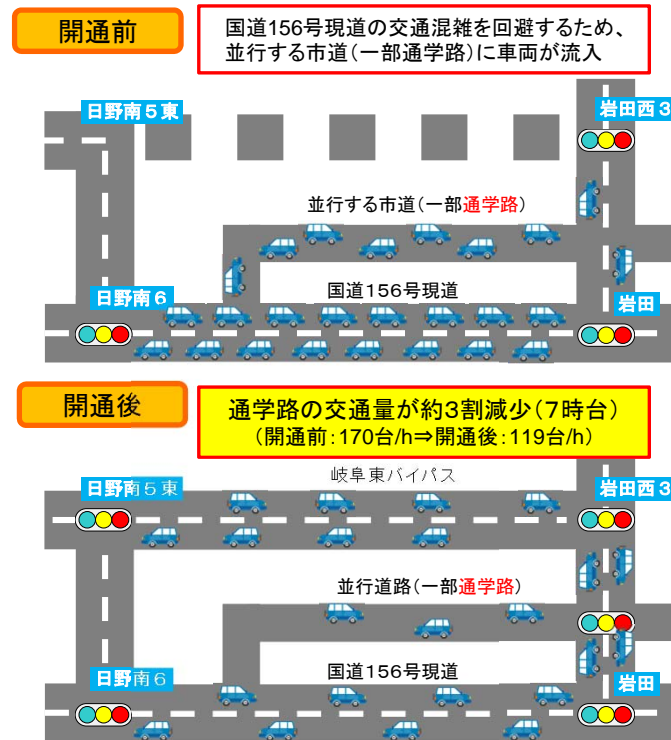 開通前
国道156号現道の交通混雑を回避するため、
並行する市道(一部通学路)に車両が流入
日野南5東
岩田西3
並行する市道(一部通学路)
日野南6
国道156号現道
岩田
開通後
通学路の交通量が約3割減少(7時台)
(開通前:170台/h⇒開通後:119台/h)
岐阜東バイパス
日野南5東
岩田西3
並行道路(一部通学路)
日野南6
国道156号現道
岩田